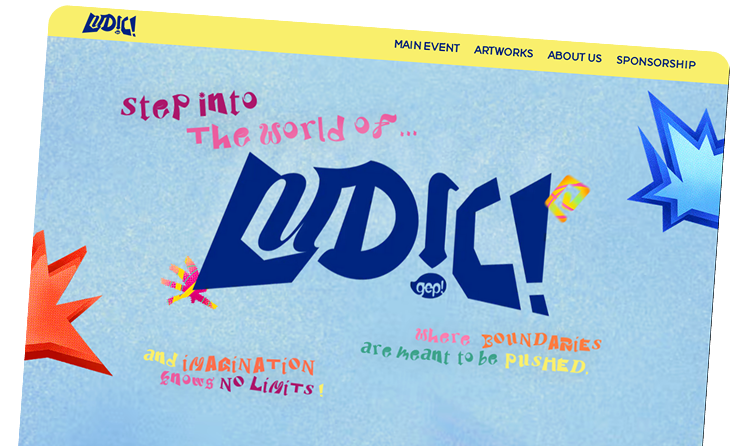 LUDIC!
MAIN EVENT ARTWORKS ABOUT US SPONSORSHIP
step into
The world of...
LUDIC!
gep!
Where BOUNDARIES
are meant to be PUSHED.
and IMAGINATION
knows NO LIMITS!